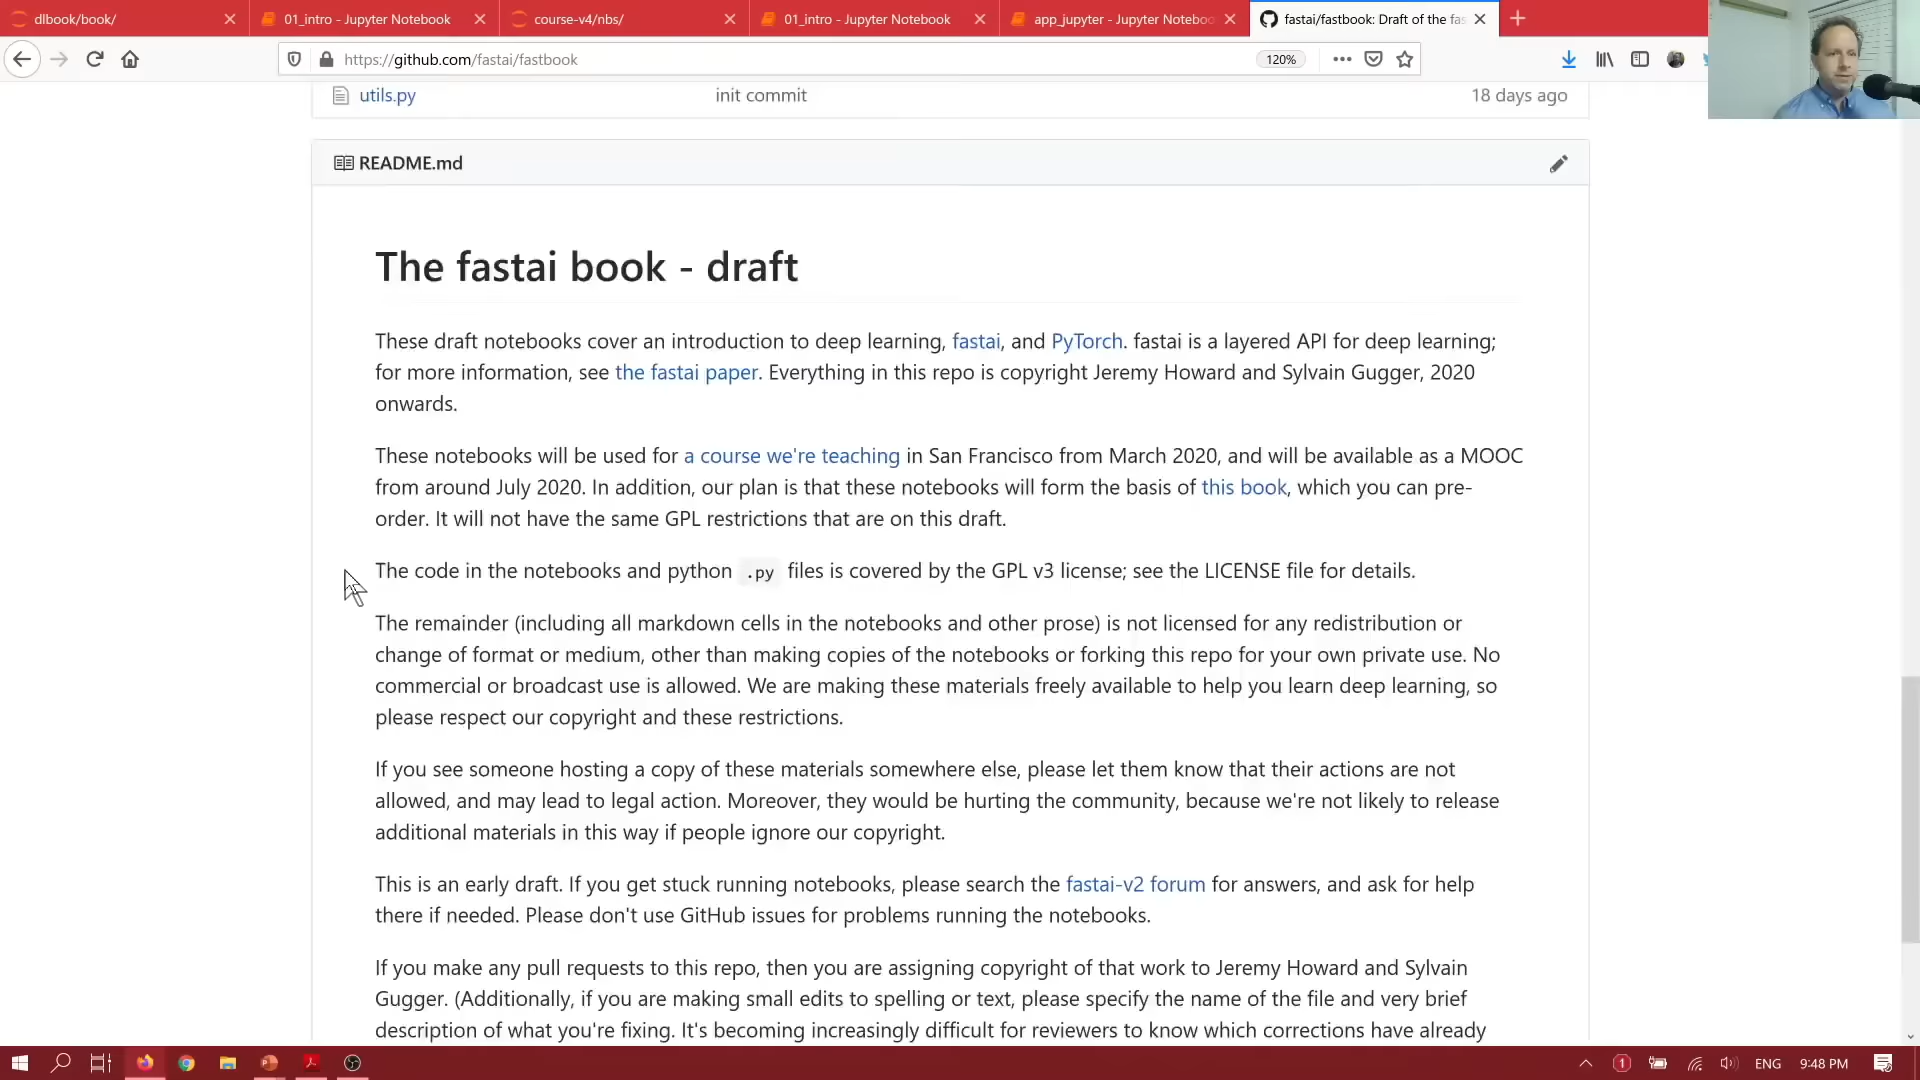 dlbook/book/
01_intro - Jupyter Notebook
course-v4/nbs/
01_intro - Jupyter Notebook
app_jupyter - Jupyter Noteboo
fastai/fastbook: Draft of the fas
https://github.com/fastai/fastbook
120%
utils.py
init commit
18 days ago
README.md
The fastai book - draft
These draft notebooks cover an introduction to deep learning, fastai, and PyTorch. fastai is a layered API for deep learning;
for more information, see the fastai paper. Everything in this repo is copyright Jeremy Howard and Sylvain Gugger, 2020
onwards.
These notebooks will be used for a course we're teaching in San Francisco from March 2020, and will be available as a MOOC
from around July 2020. In addition, our plan is that these notebooks will form the basis of this book, which you can pre-
order. It will not have the same GPL restrictions that are on this draft.
The code in the notebooks and python .py files is covered by the GPL v3 license; see the LICENSE file for details.
The remainder (including all markdown cells in the notebooks and other prose) is not licensed for any redistribution or
change of format or medium, other than making copies of the notebooks or forking this repo for your own private use. No
commercial or broadcast use is allowed. We are making these materials freely available to help you learn deep learning, so
please respect our copyright and these restrictions.
If you see someone hosting a copy of these materials somewhere else, please let them know that their actions are not
allowed, and may lead to legal action. Moreover, they would be hurting the community, because we're not likely to release
additional materials in this way if people ignore our copyright.
This is an early draft. If you get stuck running notebooks, please search the fastai-v2 forum for answers, and ask for help
there if needed. Please don't use GitHub issues for problems running the notebooks.
If you make any pull requests to this repo, then you are assigning copyright of that work to Jeremy Howard and Sylvain
Gugger. (Additionally, if you are making small edits to spelling or text, please specify the name of the file and very brief
description of what you're fixing. It's becoming increasingly difficult for reviewers to know which corrections have already
1
ENG
9:48 PM